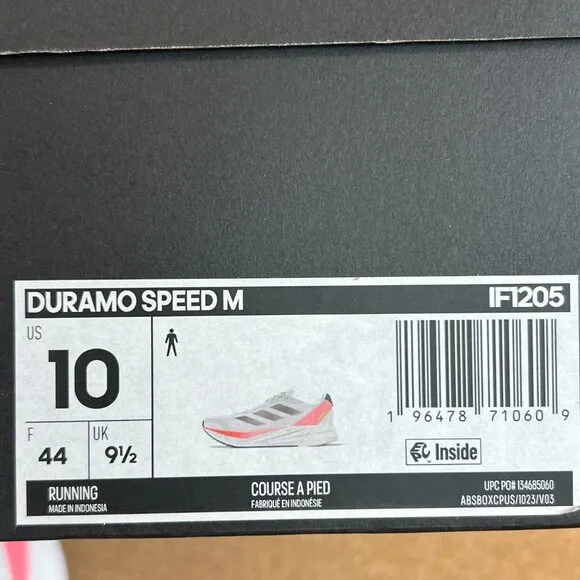 DURAMO SPEED M IF1205
US
10
F UK
44 9½
1 96478 71060 9
Inside
RUNNING COURSE A PIED UPC PO# 134685060
MADE IN INDONESIA FABRIQUÉ EN INDONÉSIE ABSBOXCPUS/1023/V03